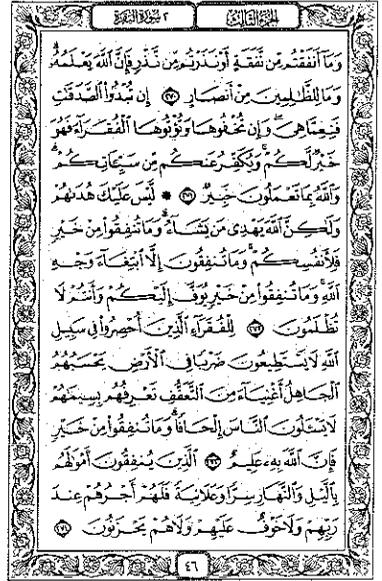 الجزء الثالث
٢ سورة البقرة
وَمَآ أَنفَقْتُم مِّن نَّفَقَةٍ أَوْ نَذَرْتُم مِّن نَّذْرٍ فَإِنَّ ٱللَّهَ يَعْلَمُهُۥ
وَمَا لِلظَّٰلِمِينَ مِنْ أَنصَارٍ ٢٧٠ إِن تُبْدُوا۟ ٱلصَّدَقَٰتِ
فَنِعِمَّا هِىَ وَإِن تُخْفُوهَا وَتُؤْتُوهَا ٱلْفُقَرَآءَ فَهُوَ
خَيْرٌ لَّكُمْ وَيُكَفِّرُ عَنكُم مِّن سَيِّـَٔاتِكُمْ
وَٱللَّهُ بِمَا تَعْمَلُونَ خَبِيرٌ ٢٧١ لَّيْسَ عَلَيْكَ هُدَىٰهُمْ
وَلَٰكِنَّ ٱللَّهَ يَهْدِى مَن يَشَآءُ وَمَا تُنفِقُوا۟ مِنْ خَيْرٍ
فَلِأَنفُسِكُمْ وَمَا تُنفِقُونَ إِلَّا ٱبْتِغَآءَ وَجْهِ
ٱللَّهِ وَمَا تُنفِقُوا۟ مِنْ خَيْرٍ يُوَفَّ إِلَيْكُمْ وَأَنتُمْ لَا
تُظْلَمُونَ ٢٧٢ لِلْفُقَرَآءِ ٱلَّذِينَ أُحْصِرُوا۟ فِى سَبِيلِ
ٱللَّهِ لَا يَسْتَطِيعُونَ ضَرْبًا فِى ٱلْأَرْضِ يَحْسَبُهُمُ
ٱلْجَاهِلُ أَغْنِيَآءَ مِنَ ٱلتَّعَفُّفِ تَعْرِفُهُم بِسِيمَٰهُمْ
لَا يَسْـَٔلُونَ ٱلنَّاسَ إِلْحَافًا وَمَا تُنفِقُوا۟ مِنْ خَيْرٍ
فَإِنَّ ٱللَّهَ بِهِۦ عَلِيمٌ ٢٧٣ ٱلَّذِينَ يُنفِقُونَ أَمْوَٰلَهُم
بِٱلَّيْلِ وَٱلنَّهَارِ سِرًّا وَعَلَانِيَةً فَلَهُمْ أَجْرُهُمْ عِندَ
رَبِّهِمْ وَلَا خَوْفٌ عَلَيْهِمْ وَلَا هُمْ يَحْزَنُونَ ٢٧٤
٤٦